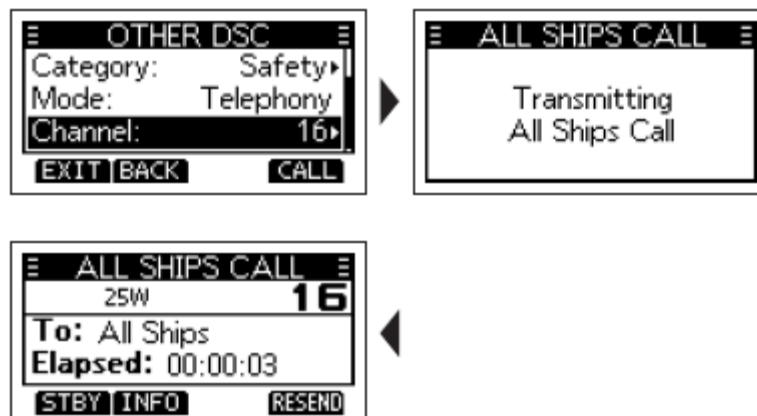 OTHER DSC
Category: Safety
Mode: Telephony
Channel: 16
EXIT BACK CALL
ALL SHIPS CALL
Transmitting
All Ships Call
ALL SHIPS CALL
25W 16
To: All Ships
Elapsed: 00:00:03
STBY INFO RESEND